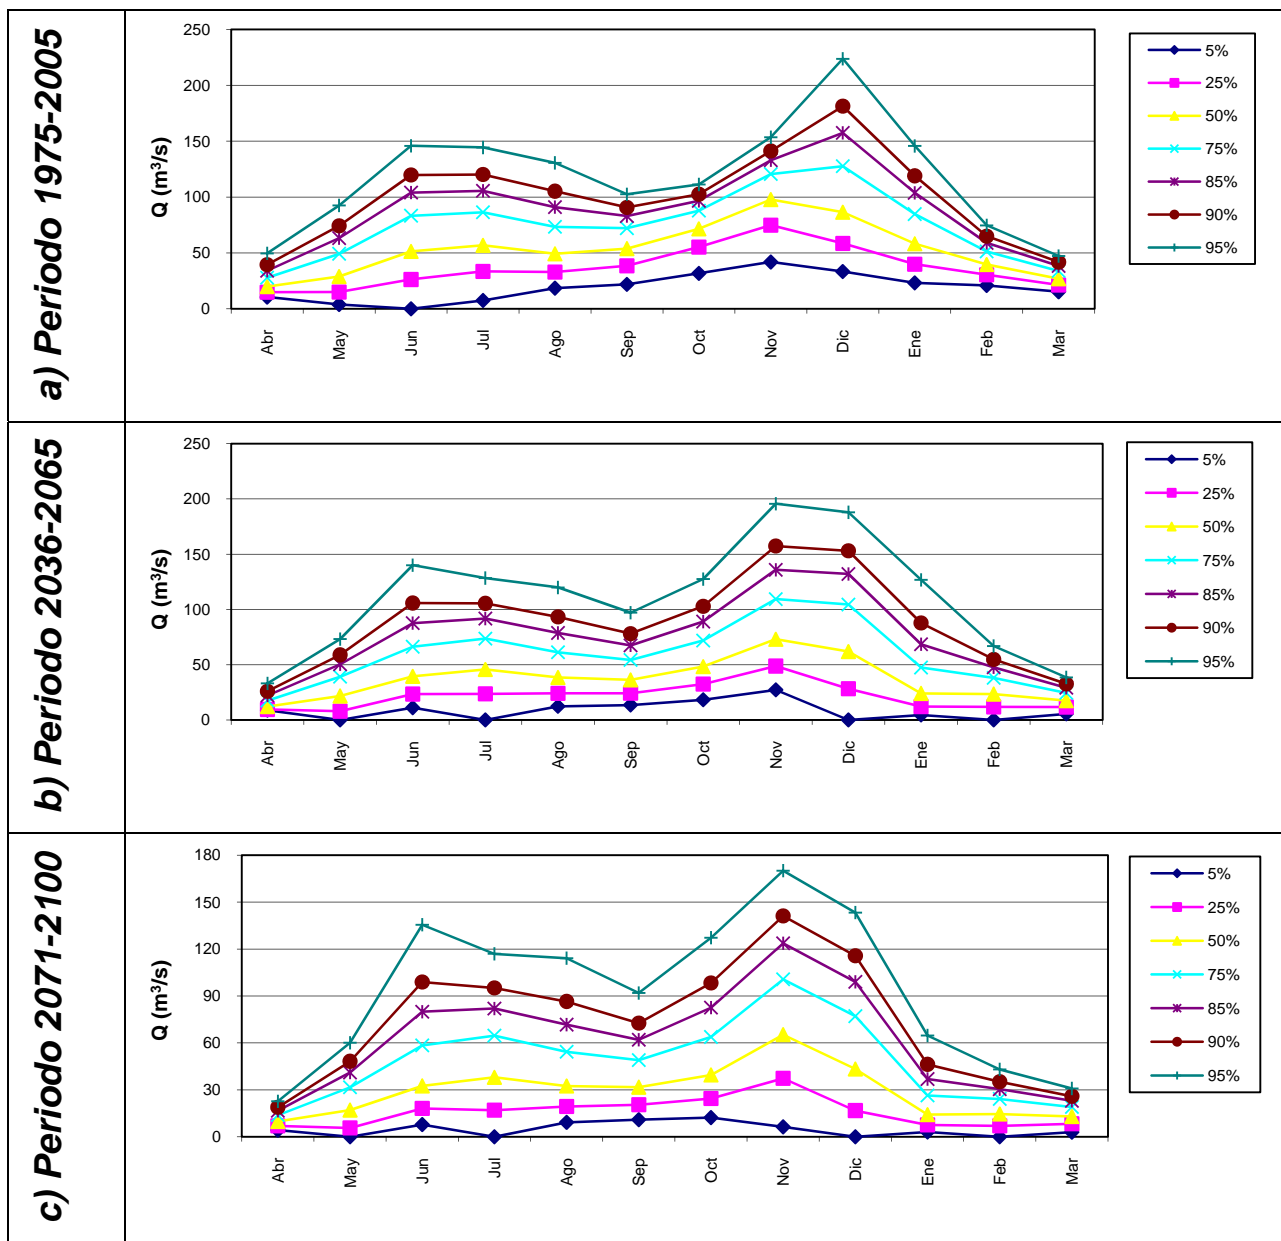 a) Periodo 1975-2005
Q (m³/s)
250
200
150
100
50
0
Abr
May
Jun
Jul
Ago
Sep
Oct
Nov
Dic
Ene
Feb
Mar
5%
25%
50%
75%
85%
90%
95%
b) Periodo 2036-2065
Q (m³/s)
250
200
150
100
50
0
Abr
May
Jun
Jul
Ago
Sep
Oct
Nov
Dic
Ene
Feb
Mar
5%
25%
50%
75%
85%
90%
95%
c) Periodo 2071-2100
Q (m³/s)
180
150
120
90
60
30
0
Abr
May
Jun
Jul
Ago
Sep
Oct
Nov
Dic
Ene
Feb
Mar
5%
25%
50%
75%
85%
90%
95%